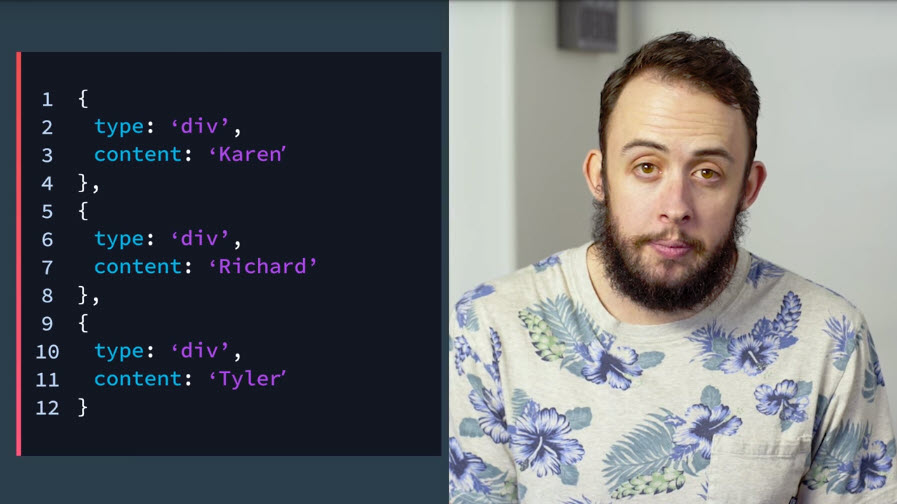 1 {
2 type: ‘div’,
3 content: ‘Karen’
4 },
5 {
6 type: ‘div’,
7 content: ‘Richard’
8 },
9 {
10 type: ‘div’,
11 content: ‘Tyler’
12 }